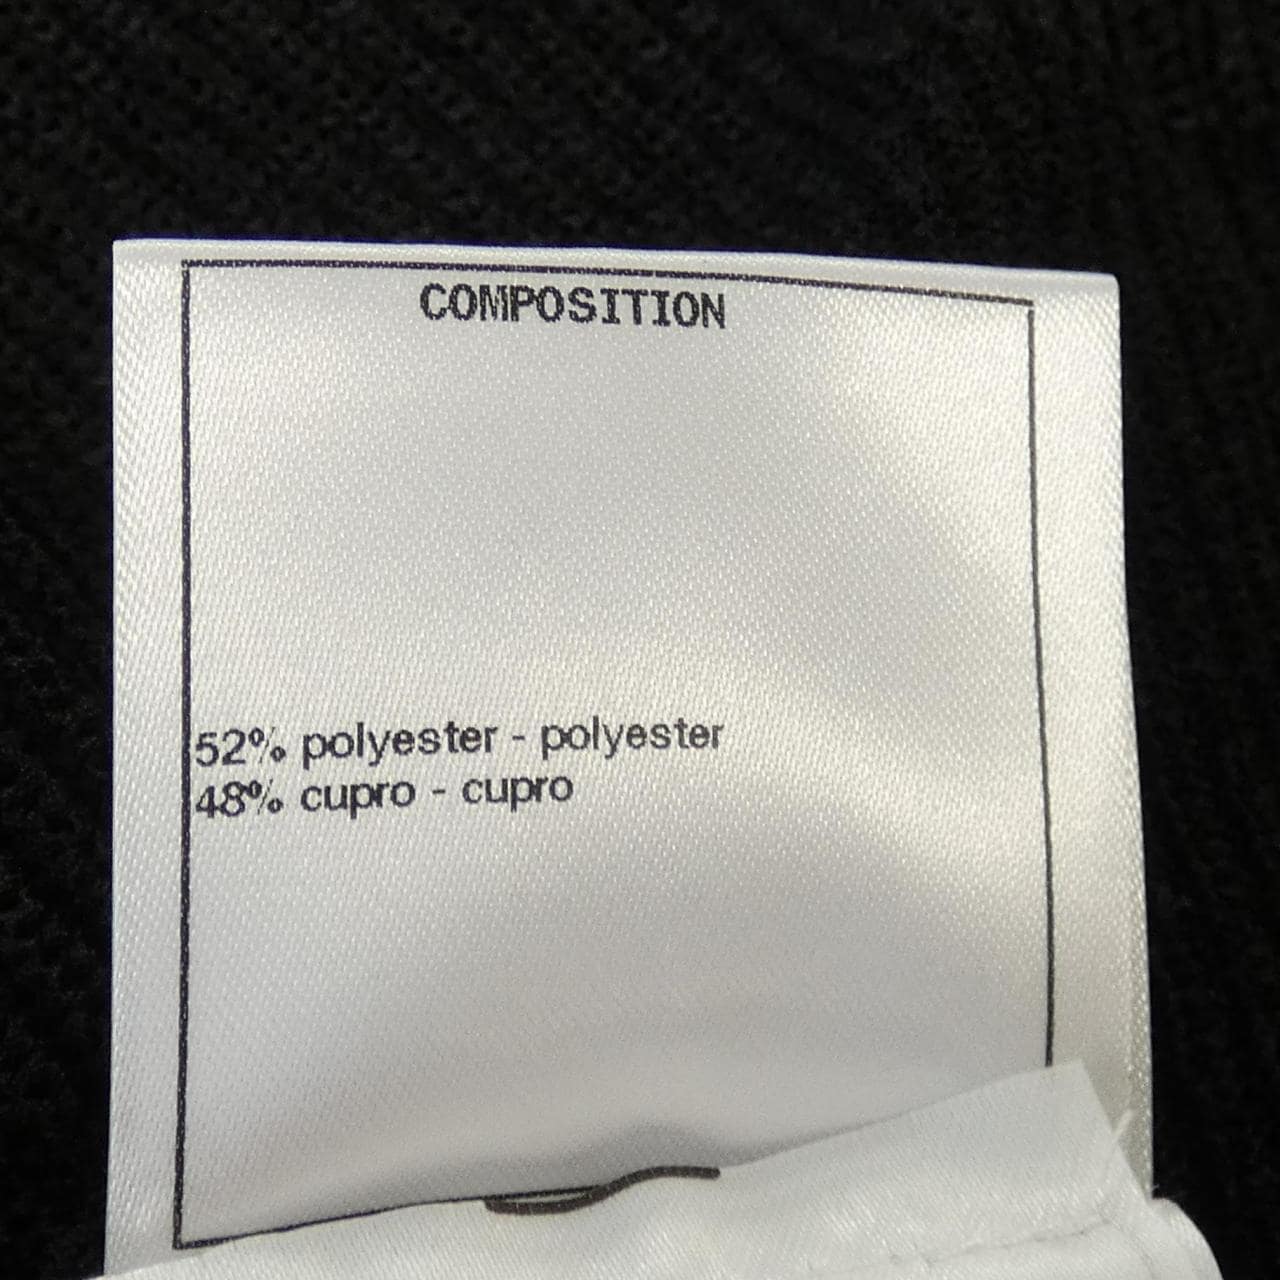 COMPOSITION
52% polyester - polyester
48% cupro - cupro